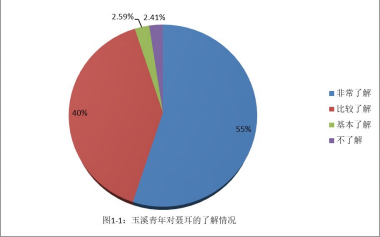 2.59%
2.41%
40%
55%
非常了解
比较了解
基本了解
不了解
图1-1：玉溪青年对聂耳的了解情况